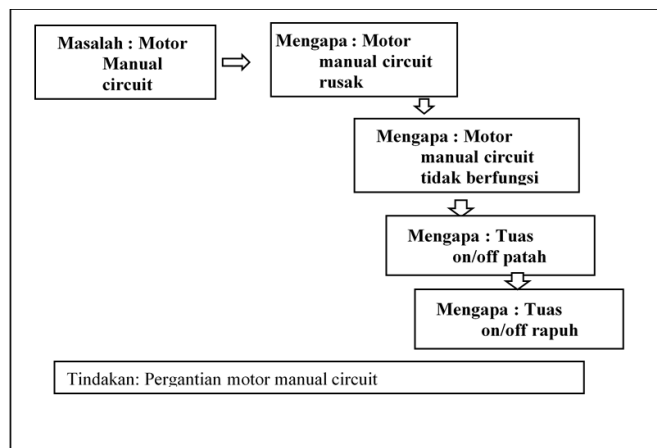 Masalah : Motor
Manual
circuit
Mengapa : Motor
manual circuit
rusak
Mengapa : Motor
manual circuit
tidak berfungsi
Mengapa : Tuas
on/off patah
Mengapa : Tuas
on/off rapuh
Tindakan: Pergantian motor manual circuit